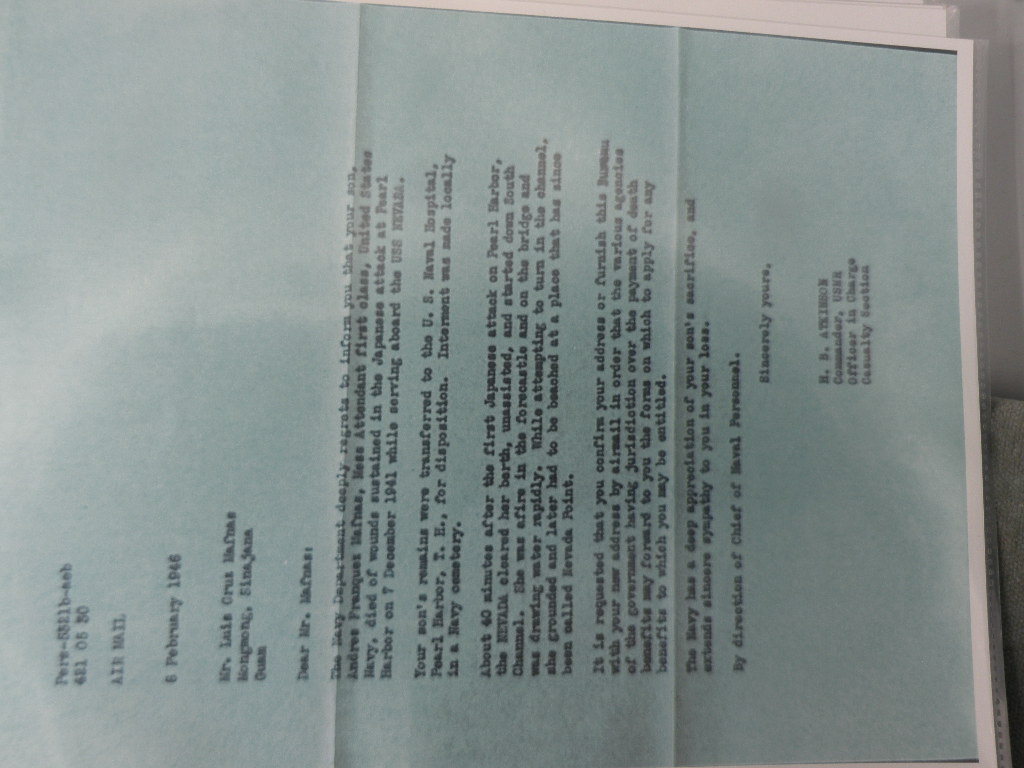 Pers-5321b-aeb
421 05 30
AIR MAIL
6 February 1946
Mr. Luis Crus Mafnas
Mongmong, Sinajana
Guam
Dear Mr. Mafnas:
The Navy Department deeply regrets to inform you that your son,
Andres Franquez Mafnas, Mess Attendant first class, United States
Navy, died of wounds sustained in the Japanese attack at Pearl
Harbor on 7 December 1941 while serving aboard the USS NEVADA.
Your son's remains were transferred to the U. S. Naval Hospital,
Pearl Harbor, T. H., for disposition. Interment was made locally
in a Navy cemetery.
About 40 minutes after the first Japanese attack on Pearl Harbor,
the NEVADA cleared her berth, unassisted, and started down South
Channel. She was afire in the forecastle and on the bridge and
was drawing water rapidly. While attempting to turn in the channel,
she grounded and later had to be beached at a place that has since
been called Nevada Point.
It is requested that you confirm your address or furnish this Bureau
with your new address by airmail in order that the various agencies
of the government having jurisdiction over the payment of death
benefits may forward to you the forms on which to apply for any
benefits to which you may be entitled.
The Navy has a deep appreciation of your son's sacrifice, and
extends sincere sympathy to you in your loss.
By direction of Chief of Naval Personnel.
Sincerely yours,
H. B. ATKINSON
Commander, USNR
Officer in Charge
Casualty Section